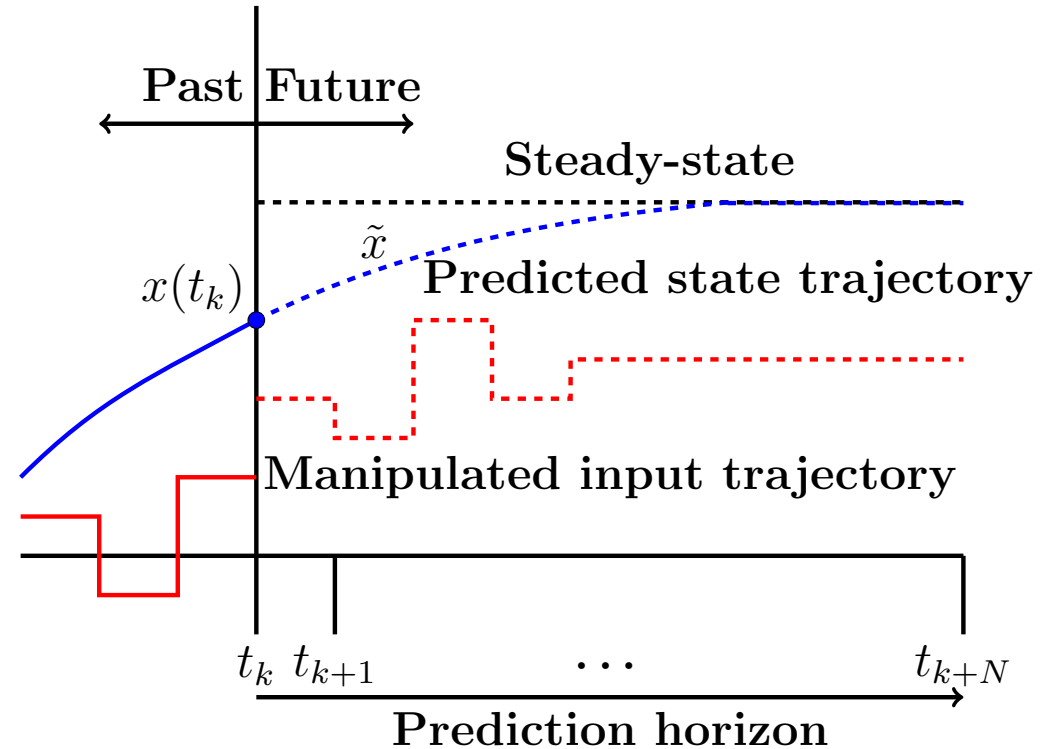 Past Future
Steady-state
x̃
Predicted state trajectory
x(t_k)
Manipulated input trajectory
t_k t_{k+1} ... t_{k+N}
Prediction horizon